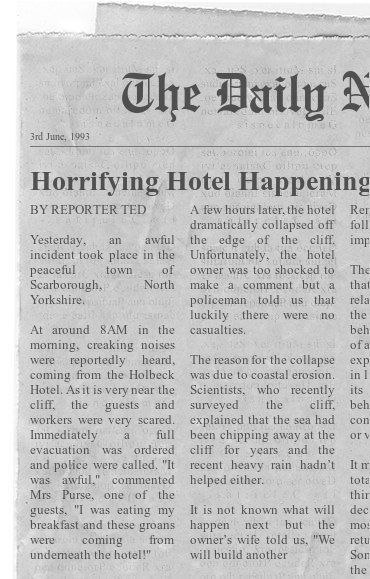 The Daily N
3rd June, 1993
Horrifying Hotel Happening
BY REPORTER TED
Yesterday, an awful
incident took place in the
peaceful town of
Scarborough, North
Yorkshire.
At around 8AM in the
morning, creaking noises
were reportedly heard,
coming from the Holbeck
Hotel. As it is very near the
cliff, the guests and
workers were very scared.
Immediately a full
evacuation was ordered
and police were called. "It
was awful," commented
Mrs Purse, one of the
guests, "I was eating my
breakfast and these groans
were coming from
underneath the hotel!"
A few hours later, the hotel
dramatically collapsed off
the edge of the cliff.
Unfortunately, the hotel
owner was too shocked to
make a comment but a
policeman told us that
luckily there were no
casualties.
The reason for the collapse
was due to coastal erosion.
Scientists, who recently
surveyed the cliff,
explained that the sea had
been chipping away at the
cliff for years and the
recent heavy rain hadn't
helped either.
It is not known what will
happen next but the
owner's wife told us, "We
will build another
Rep
foll
imp
The
that
rela
the
beh
of a
exp
in 1
its
beh
con
or v
It m
tota
thin
dec
mos
retu
Son
the